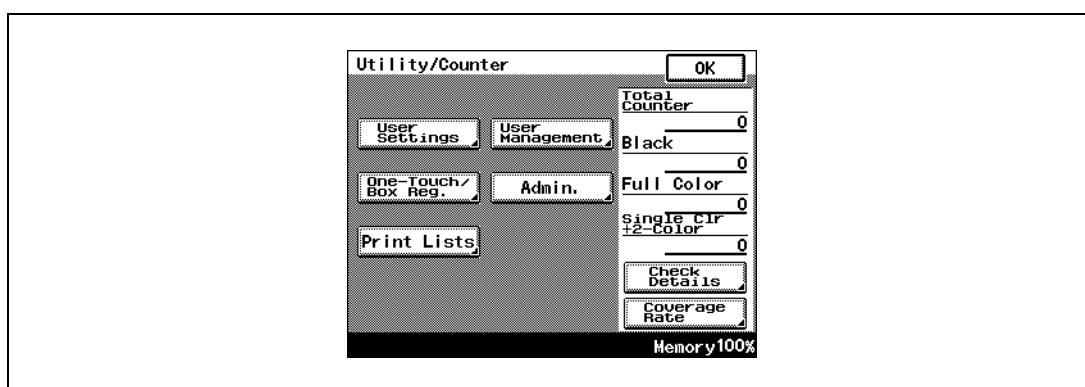 Utility/Counter
OK
User
Settings
User
Management
One-Touch/
Box Reg.
Admin.
Print Lists
Total
Counter
0
Black
0
Full Color
0
Single Clr
+2-Color
0
Check
Details
Coverage
Rate
Memory100%